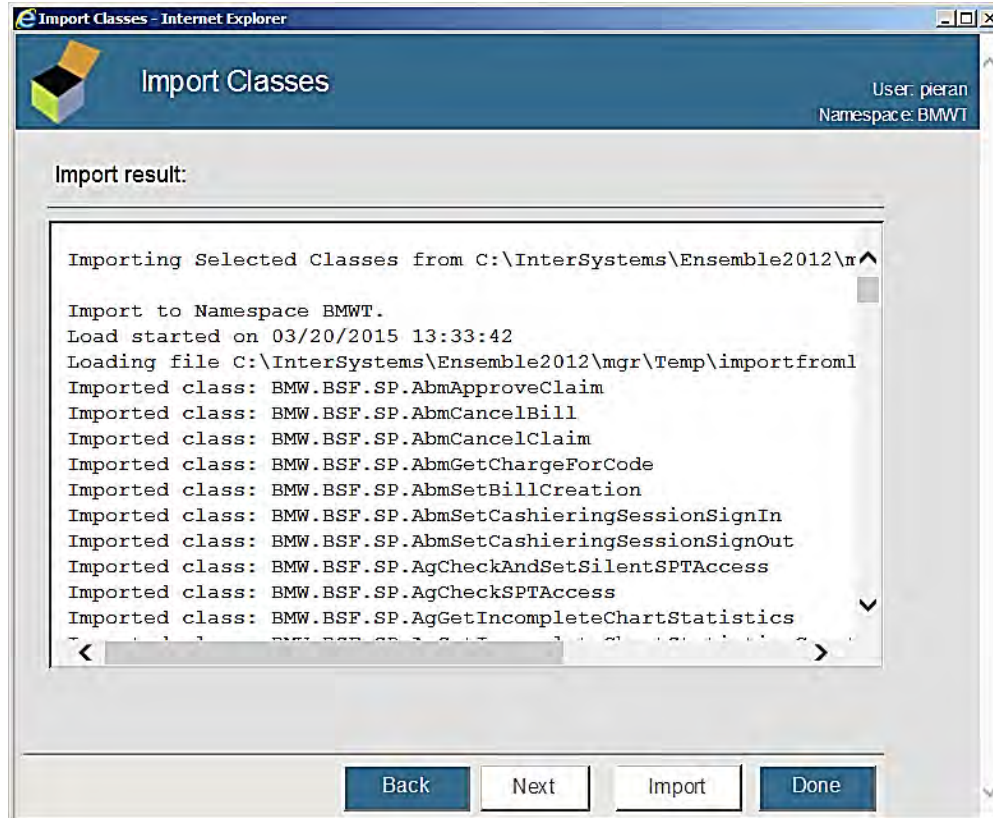 Import Classes - Internet Explorer
Import Classes
User: pieran
Namespace: BMWT
Import result:
Importing Selected Classes from C:\InterSystems\Ensemble2012\m
Import to Namespace BMWT.
Load started on 03/20/2015 13:33:42
Loading file C:\InterSystems\Ensemble2012\mgr\Temp\importfroml
Imported class: BMW.BSF.SP.AbmApproveClaim
Imported class: BMW.BSF.SP.AbmCancelBill
Imported class: BMW.BSF.SP.AbmCancelClaim
Imported class: BMW.BSF.SP.AbmGetChargeForCode
Imported class: BMW.BSF.SP.AbmSetBillCreation
Imported class: BMW.BSF.SP.AbmSetCashieringSessionSignIn
Imported class: BMW.BSF.SP.AbmSetCashieringSessionSignOut
Imported class: BMW.BSF.SP.AgCheckAndSetSilentSPTAccess
Imported class: BMW.BSF.SP.AgCheckSPTAccess
Imported class: BMW.BSF.SP.AgGetIncompleteChartStatistics
Back Next Import Done